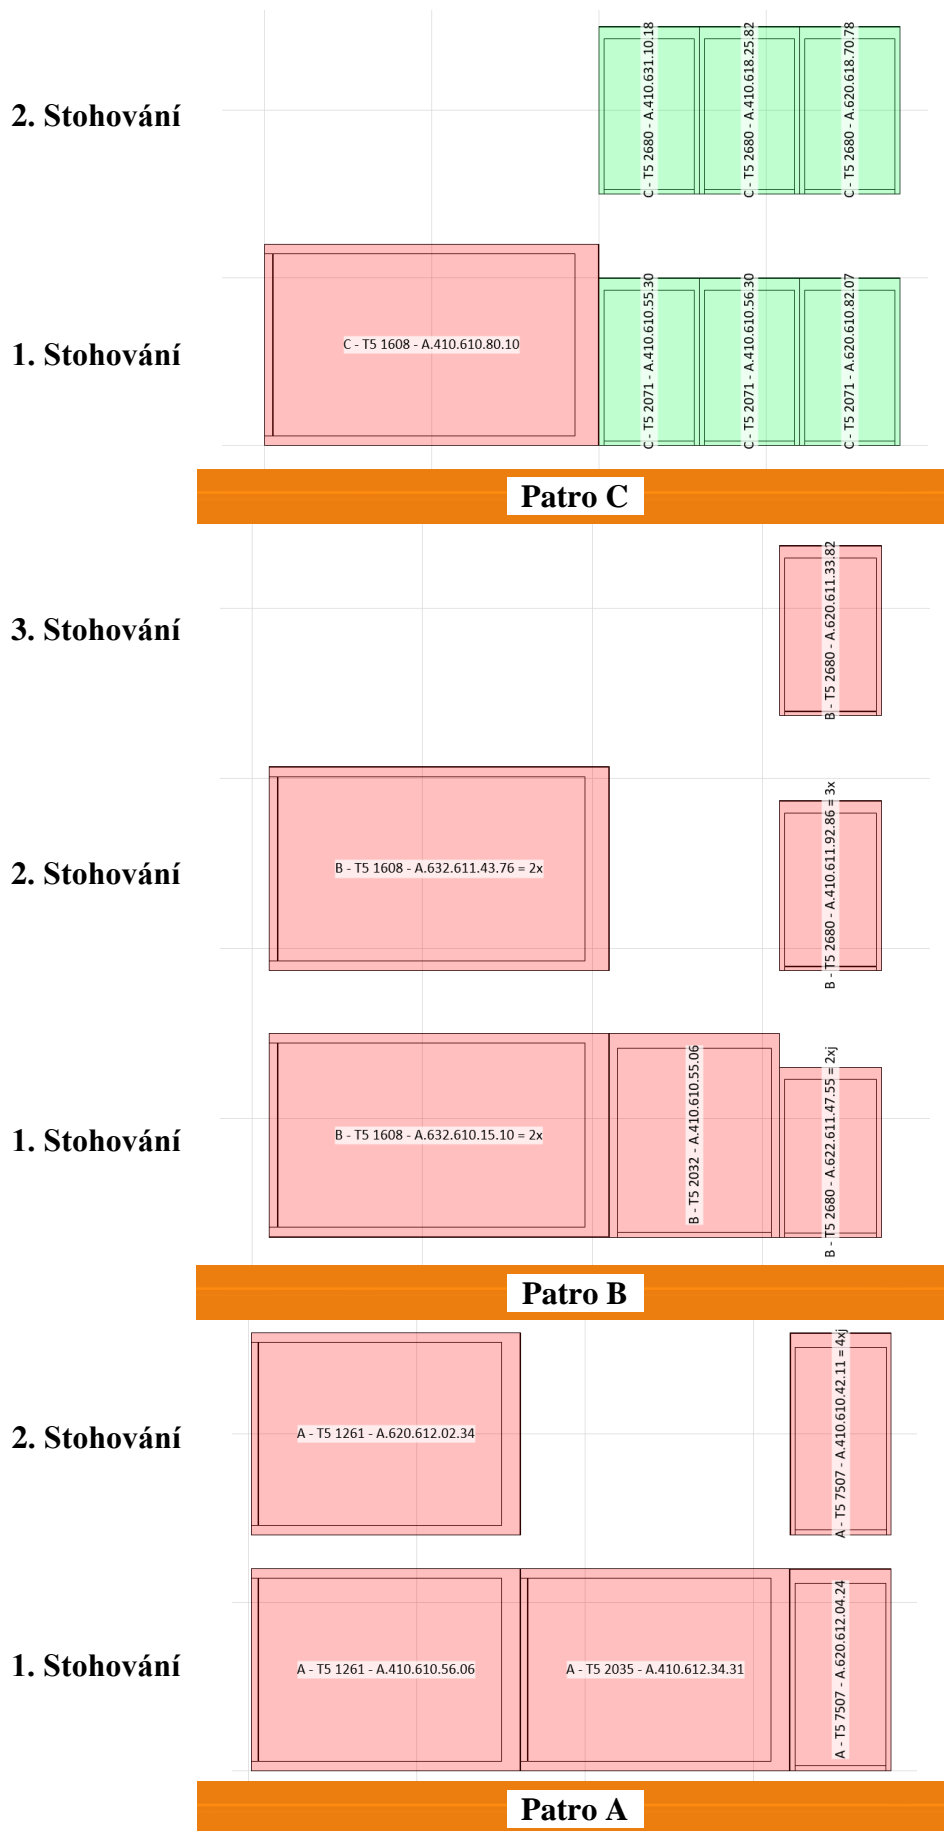 2. Stohování
C - T5 2680 - A.410.631.10.18
C - T5 2680 - A.410.618.25.82
C - T5 2680 - A.620.618.70.78
1. Stohování
C - T5 1608 - A.410.610.80.10
C - T5 2071 - A.410.610.55.30
C - T5 2071 - A.410.610.56.30
C - T5 2071 - A.620.610.82.07
Patro C
3. Stohování
B - T5 2680 - A.620.611.33.82
2. Stohování
B - T5 1608 - A.632.611.43.76 = 2x
B - T5 2680 - A.410.611.92.86 = 3x
1. Stohování
B - T5 1608 - A.632.610.15.10 = 2x
B - T5 2032 - A.410.610.55.06
B - T5 2680 - A.622.611.47.55 = 2xj
Patro B
2. Stohování
A - T5 1261 - A.620.612.02.34
A - T5 7507 - A.410.610.42.11 = 4xj
1. Stohování
A - T5 1261 - A.410.610.56.06
A - T5 2035 - A.410.612.34.31
A - T5 7507 - A.620.612.04.24
Patro A